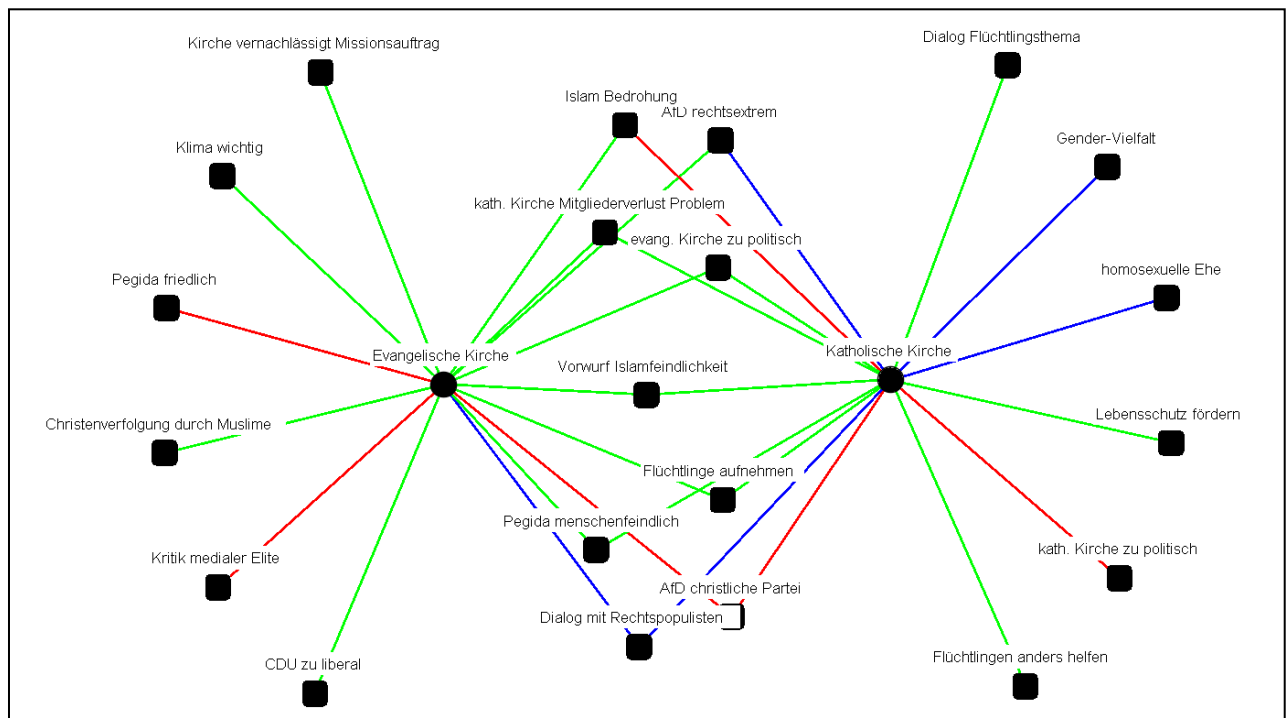 Kirche vernachlässigt Missionsauftrag
Dialog Flüchtlingsthema
Islam Bedrohung
AfD rechtsextrem
Klima wichtig
Gender-Vielfalt
kath. Kirche Mitgliederverlust Problem
evang. Kirche zu politisch
Pegida friedlich
homosexuelle Ehe
Evangelische Kirche
Katholische Kirche
Vorwurf Islamfeindlichkeit
Christenverfolgung durch Muslime
Lebensschutz fördern
Flüchtlinge aufnehmen
Pegida menschenfeindlich
Kritik medialer Elite
kath. Kirche zu politisch
AfD christliche Partei
Dialog mit Rechtspopulisten
CDU zu liberal
Flüchtlingen anders helfen